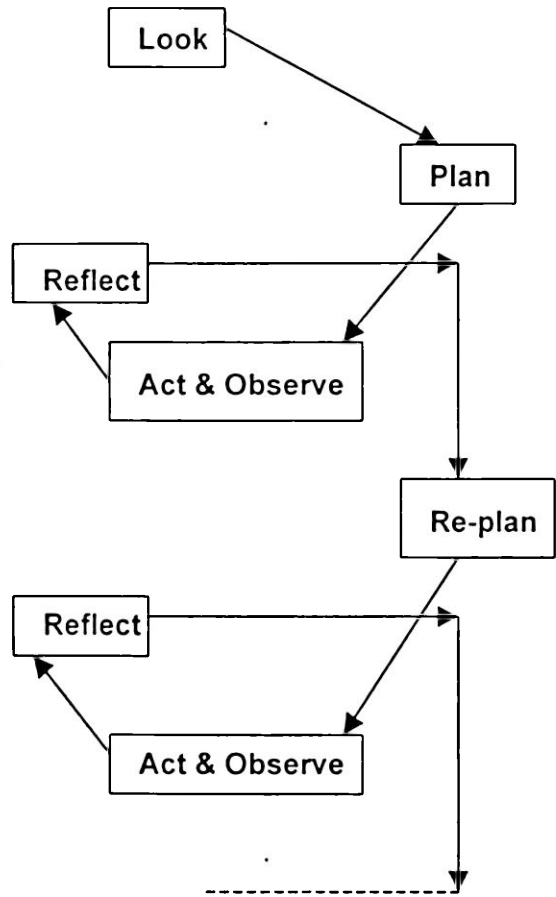 Look
Plan
Reflect
Act & Observe
Re-plan
Reflect
Act & Observe